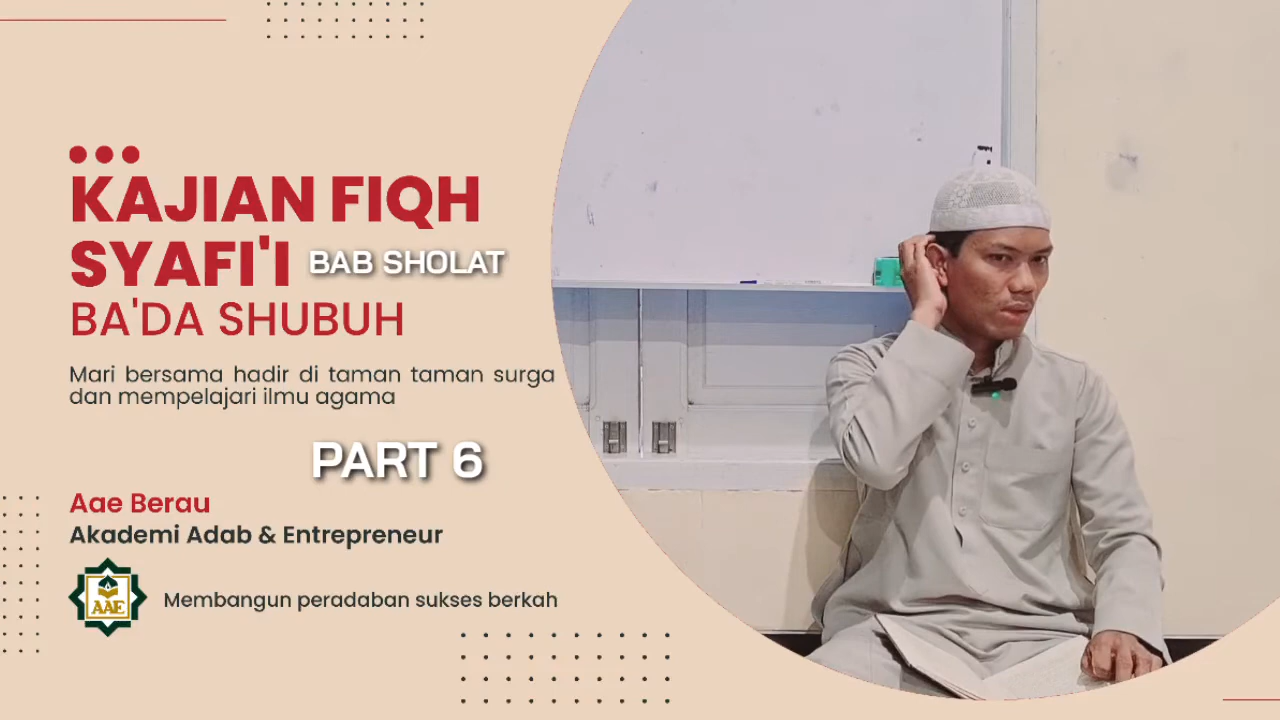 KAJIAN FIQH
SYAFI'I BAB SHOLAT
BA'DA SHUBUH
Mari bersama hadir di taman taman surga
dan mempelajari ilmu agama
PART 6
Aae Berau
Akademi Adab & Entrepreneur
AAE
Membangun peradaban sukses berkah